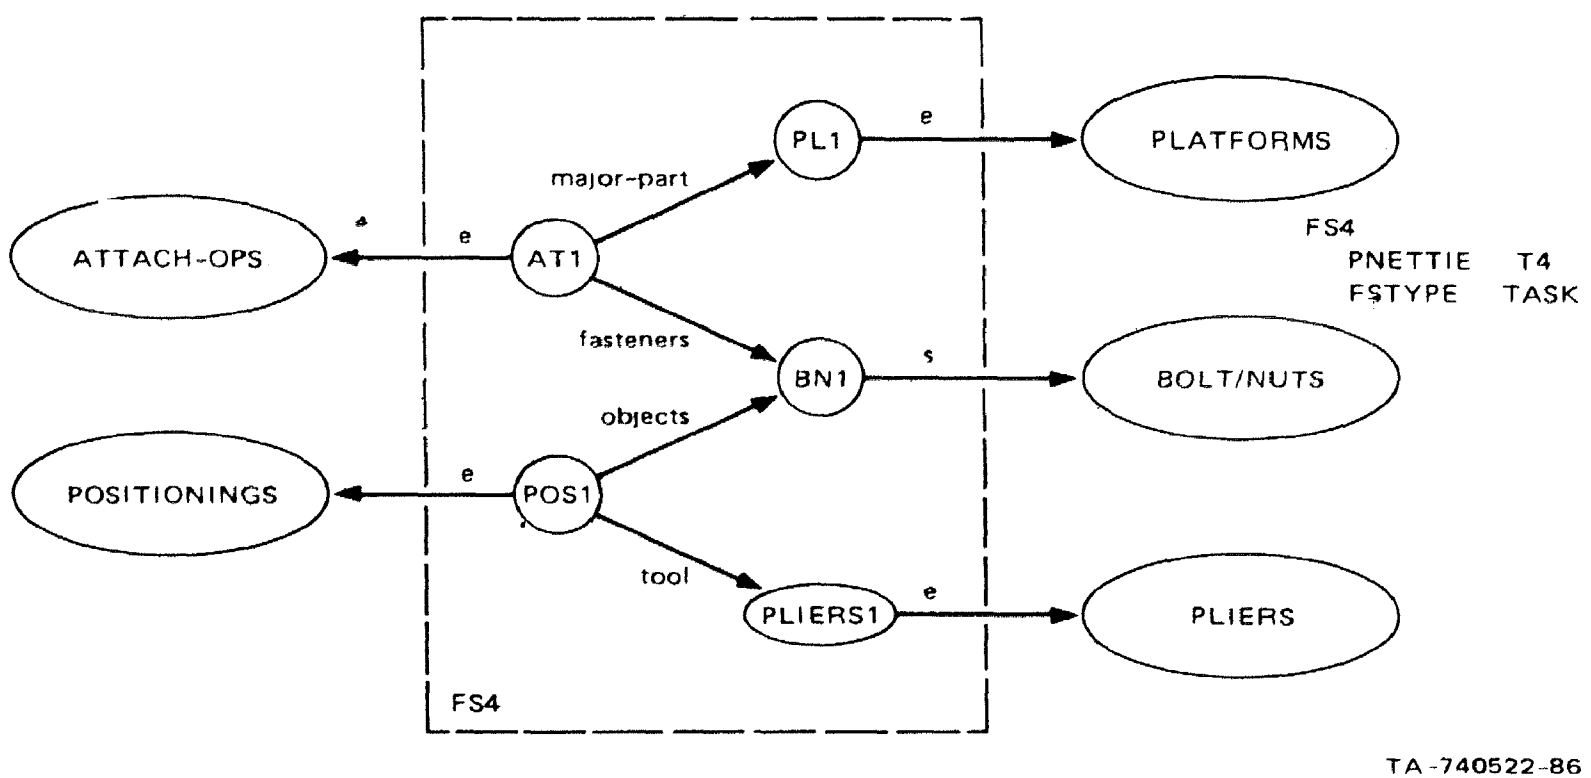 e
PL1
PLATFORMS
major-part
FS4
e
ATTACH-OPS
AT1
PNETTIE T4
FSTYPE TASK
fasteners
s
BN1
BOLT/NUTS
objects
e
POSITIONINGS
POS1
tool
e
PLIERS1
PLIERS
FS4
TA-740522-86